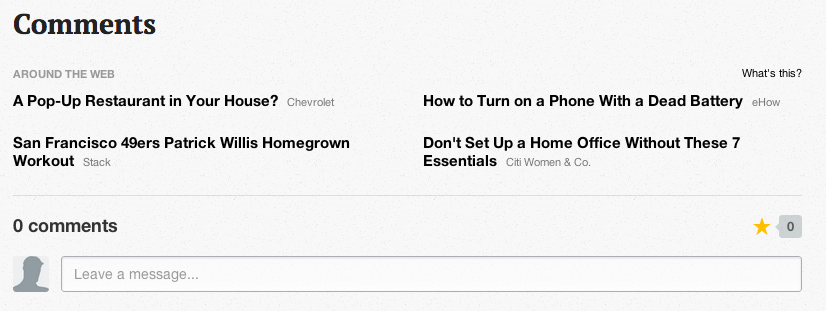 Comments
AROUND THE WEB
What's this?
A Pop-Up Restaurant in Your House? Chevrolet
How to Turn on a Phone With a Dead Battery eHow
San Francisco 49ers Patrick Willis Homegrown
Workout Stack
Don't Set Up a Home Office Without These 7
Essentials Citi Women & Co.
0 comments
0
Leave a message...